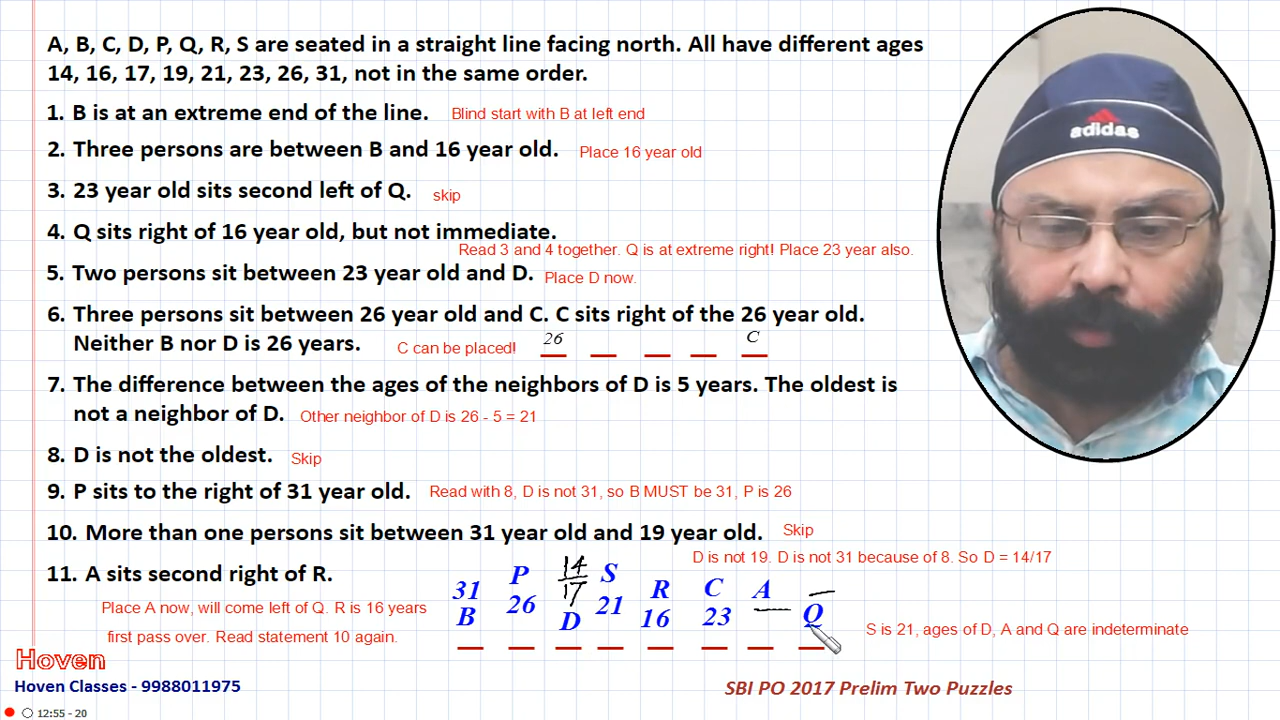 A, B, C, D, P, Q, R, S are seated in a straight line facing north. All have different ages
14, 16, 17, 19, 21, 23, 26, 31, not in the same order.
1. B is at an extreme end of the line. Blind start with B at left end
2. Three persons are between B and 16 year old. Place 16 year old
3. 23 year old sits second left of Q. skip
4. Q sits right of 16 year old, but not immediate.
Read 3 and 4 together. Q is at extreme right! Place 23 year also.
5. Two persons sit between 23 year old and D. Place D now.
6. Three persons sit between 26 year old and C. C sits right of the 26 year old.
Neither B nor D is 26 years. C can be placed! 26 C
7. The difference between the ages of the neighbors of D is 5 years. The oldest is
not a neighbor of D. Other neighbor of D is 26 - 5 = 21
8. D is not the oldest. Skip
9. P sits to the right of 31 year old. Read with 8, D is not 31, so B MUST be 31, P is 26
10. More than one persons sit between 31 year old and 19 year old. Skip
D is not 19. D is not 31 because of 8. So D = 14/17
11. A sits second right of R.
31 P 14 17 S R C A
Place A now, will come left of Q. R is 16 years
B 26 D 21 16 23 Q
first pass over. Read statement 10 again.
S is 21, ages of D, A and Q are indeterminate
Hoven
Hoven Classes - 9988011975
SBI PO 2017 Prelim Two Puzzles
12:55 - 20
adidas